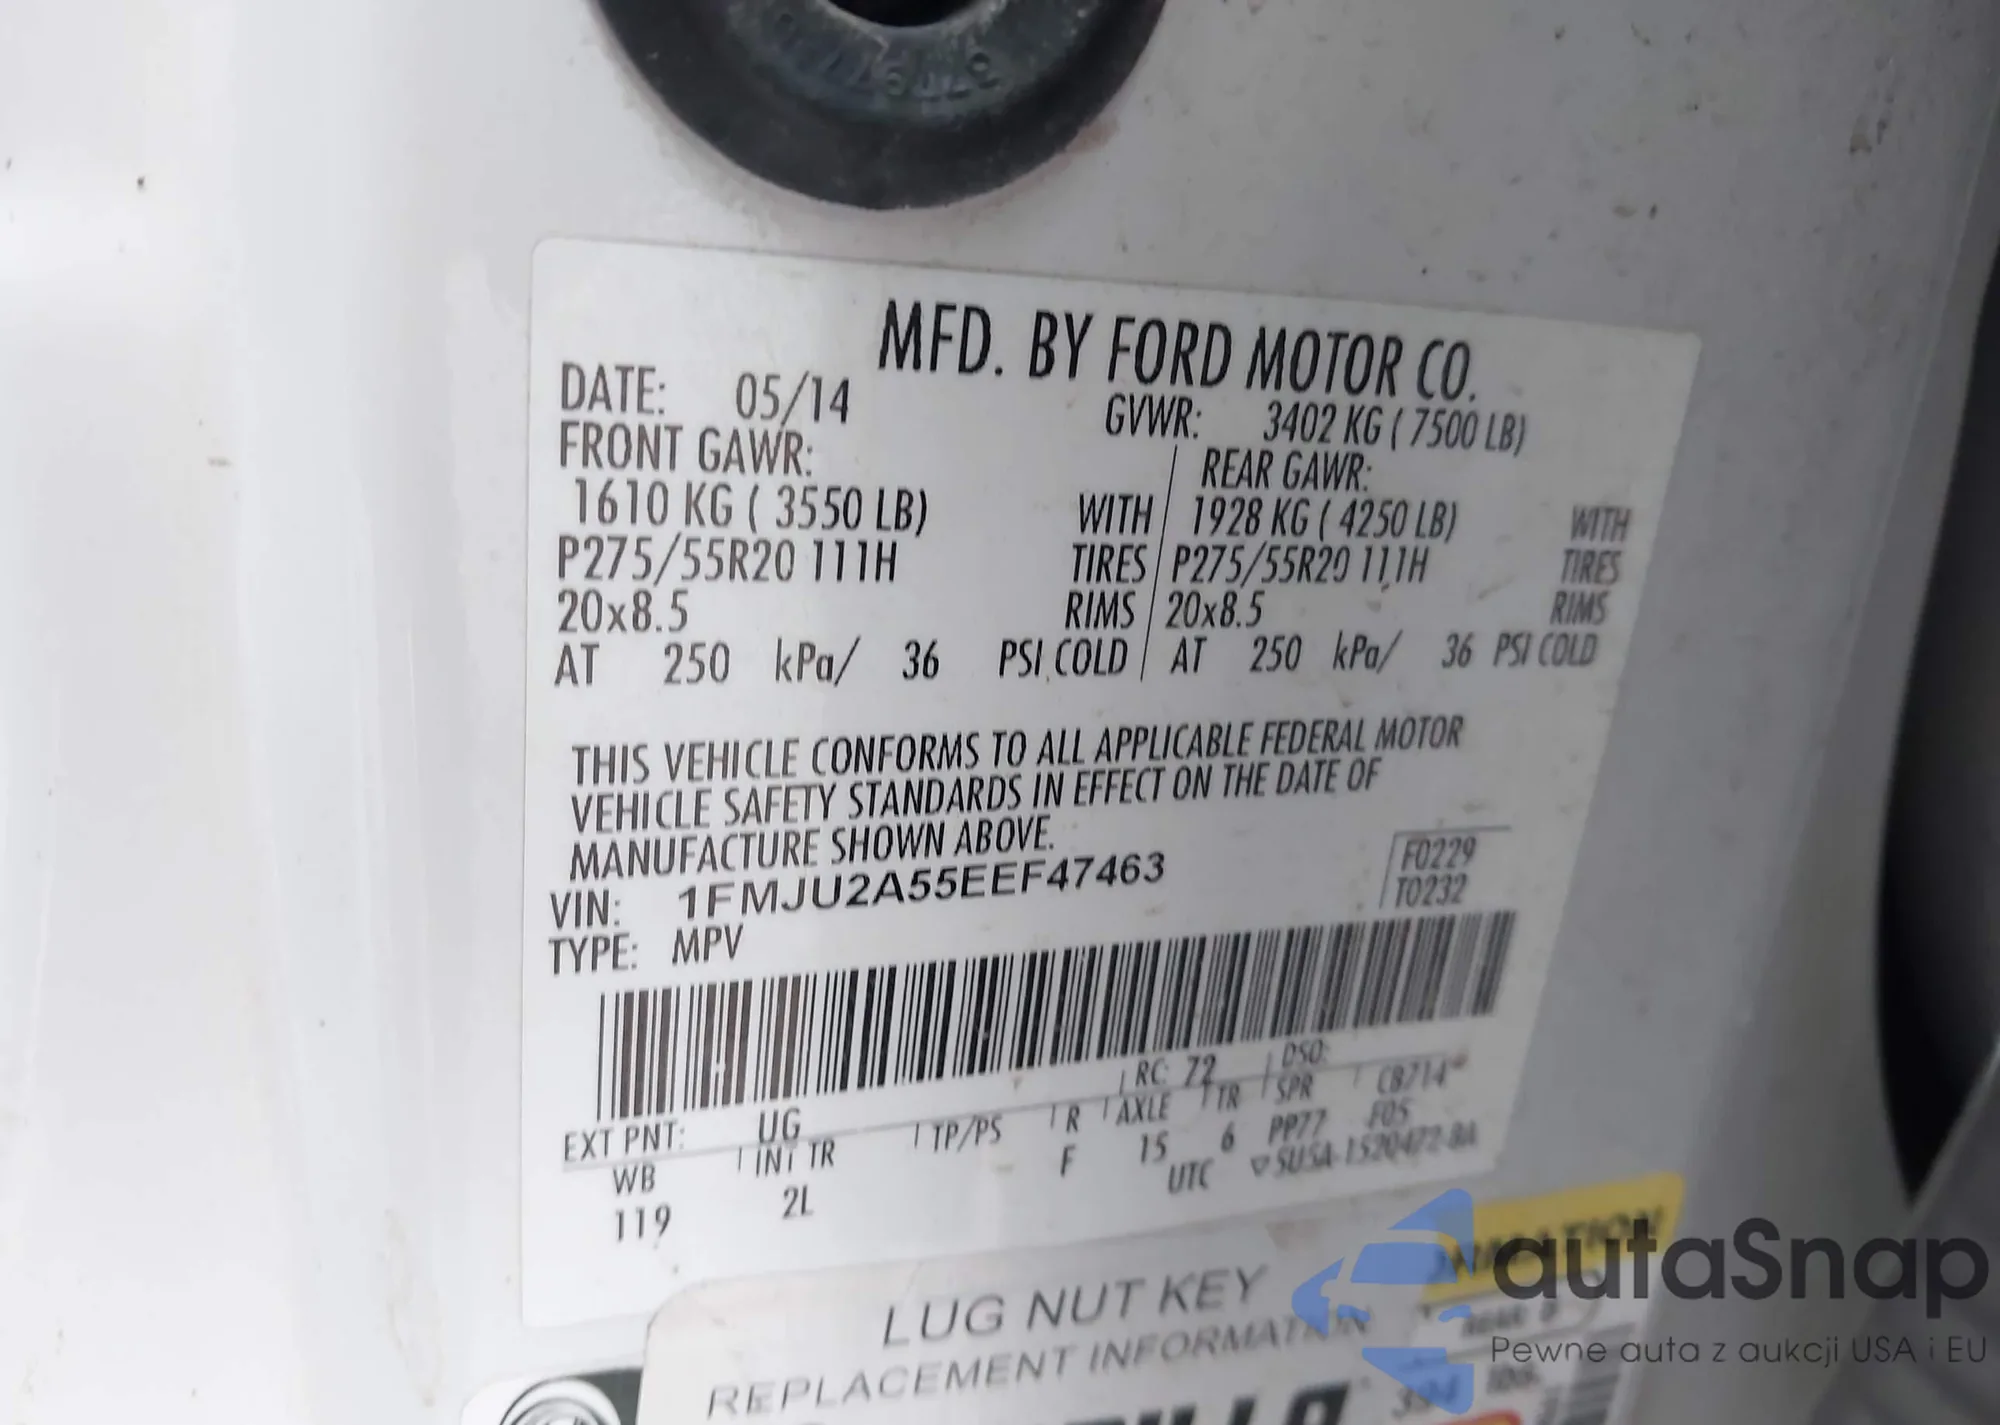 MFD. BY FORD MOTOR CO.
DATE: 05/14
GVWR: 3402 KG ( 7500 LB)
FRONT GAWR:
REAR GAWR:
1610 KG ( 3550 LB) WITH
1928 KG ( 4250 LB) WITH
P275/55R20 111H TIRES
P275/55R20 111H TIRES
20x8.5 RIMS
20x8.5 RIMS
AT 250 kPa/ 36 PSI COLD
AT 250 kPa/ 36 PSI COLD
THIS VEHICLE CONFORMS TO ALL APPLICABLE FEDERAL MOTOR
VEHICLE SAFETY STANDARDS IN EFFECT ON THE DATE OF
MANUFACTURE SHOWN ABOVE.
VIN: 1FMJU2A55EEF47463
F0229
T0232
TYPE: MPV
EXT PNT: UG RC: 72 DSO:
WB INT TR TP/PS R AXLE TR SPR C8714
119 2L F 15 6 PP77 F05
UTC ▽SUSA-1520472-BA
LUG NUT KEY
REPLACEMENT INFORMATION
autaSnap
Pewne auta z aukcji USA i EU